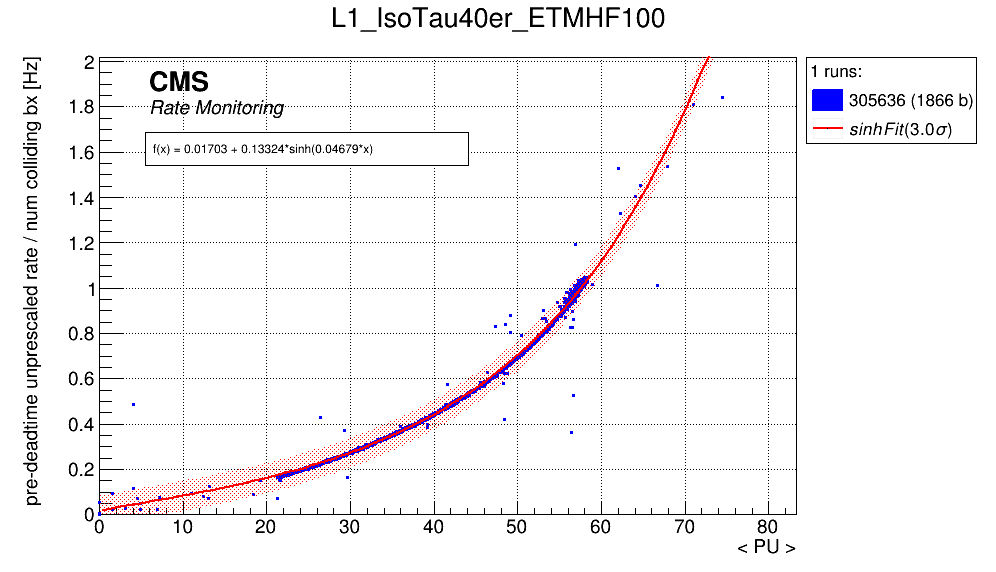 L1_IsoTau40er_ETMHF100
pre-deadtime unprescaled rate / num colliding bx [Hz]
CMS
Rate Monitoring
f(x) = 0.01703 + 0.13324*sinh(0.04679*x)
1 runs:
305636 (1866 b)
sinhFit(3.0σ)
2
1.8
1.6
1.4
1.2
1
0.8
0.6
0.4
0.2
0
0 10 20 30 40 50 60 70 80
< PU >